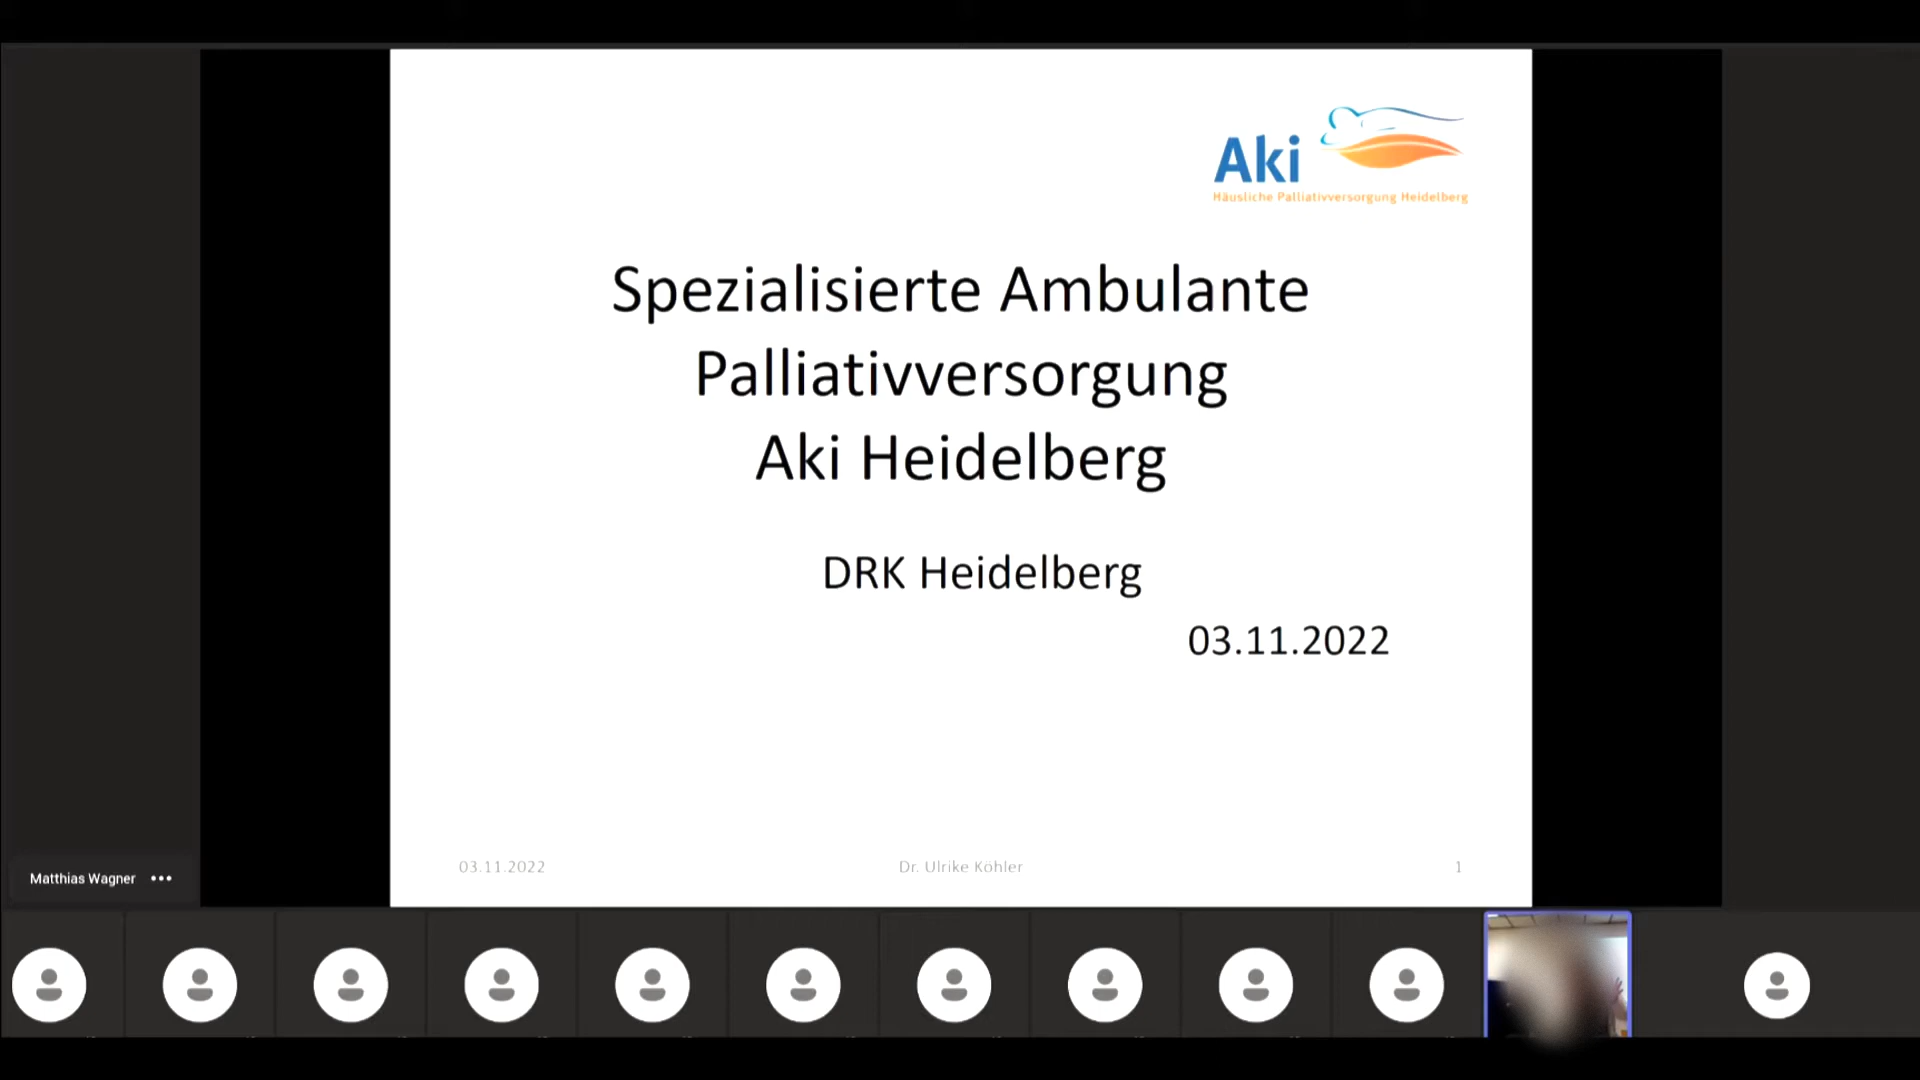 Aki
Häusliche Palliativversorgung Heidelberg
Spezialisierte Ambulante
Palliativversorgung
Aki Heidelberg
DRK Heidelberg
03.11.2022
03.11.2022
Dr. Ulrike Köhler
1
Matthias Wagner